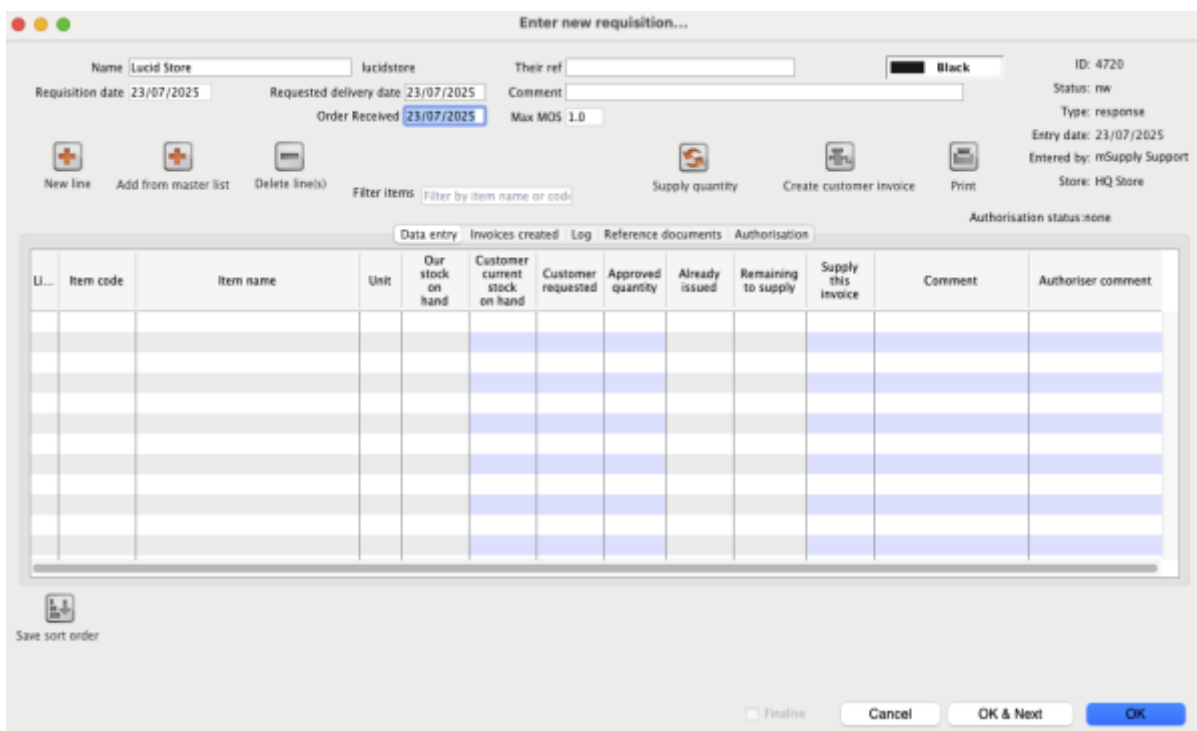 Enter new requisition...
Name Lucid Store lucidstore Their ref Black ID: 4720
Requisition date 23/07/2025 Requested delivery date 23/07/2025 Comment Status: nw
Order Received 23/07/2025 Max MOS 1.0 Type: response
Entry date: 23/07/2025
Entered by: mSupply Support
Store: HQ Store
New line Add from master list Delete line(s) Filter items Filter by item name or code Supply quantity Create customer invoice Print
Authorisation status:none
Data entry Invoices created Log Reference documents Authorisation
Li... Item code Item name Unit Our stock on hand Customer current stock on hand Customer requested Approved quantity Already issued Remaining to supply Supply this invoice Comment Authoriser comment
Save sort order
Finalise Cancel OK & Next OK